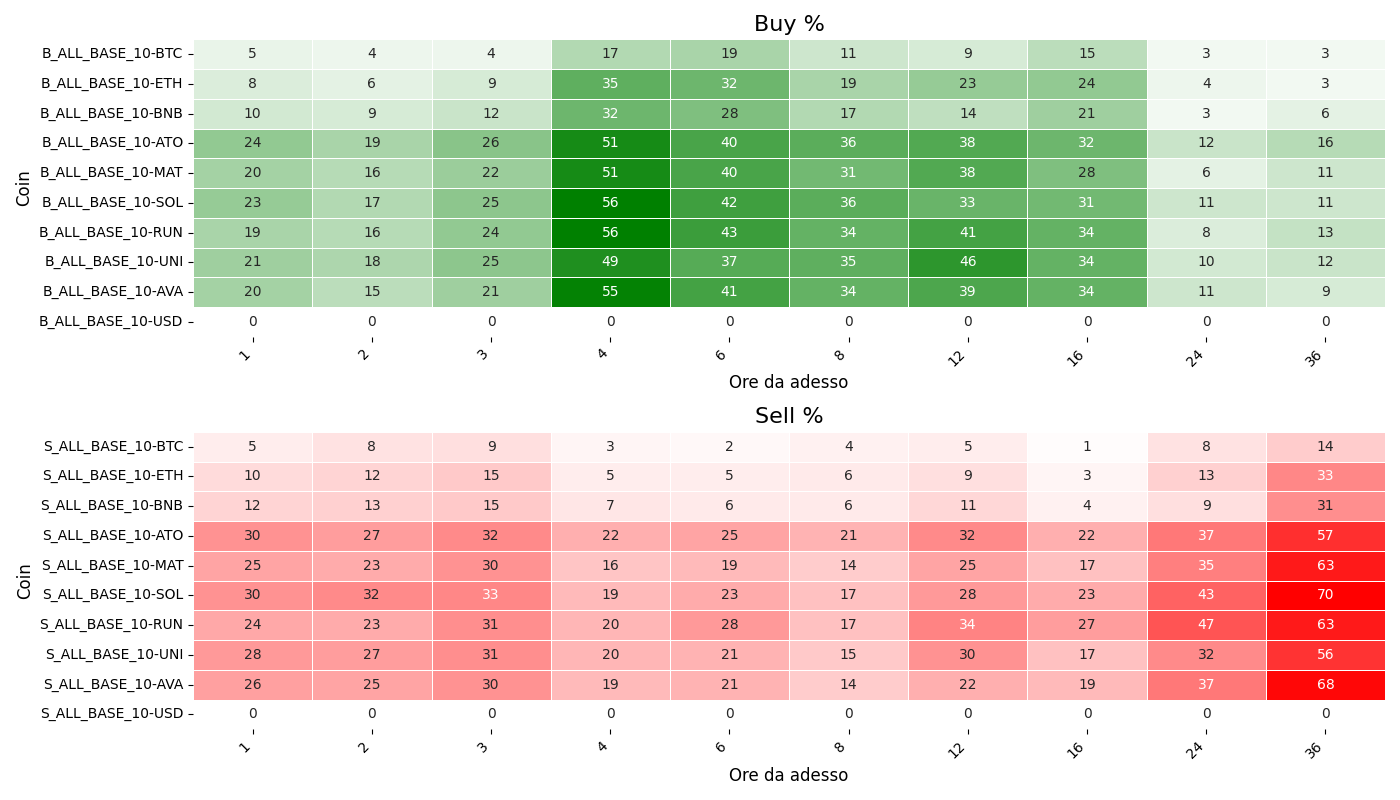 Buy %
Coin
B_ALL_BASE_10-BTC 5 4 4 17 19 11 9 15 3 3
B_ALL_BASE_10-ETH 8 6 9 35 32 19 23 24 4 3
B_ALL_BASE_10-BNB 10 9 12 32 28 17 14 21 3 6
B_ALL_BASE_10-ATO 24 19 26 51 40 36 38 32 12 16
B_ALL_BASE_10-MAT 20 16 22 51 40 31 38 28 6 11
B_ALL_BASE_10-SOL 23 17 25 56 42 36 33 31 11 11
B_ALL_BASE_10-RUN 19 16 24 56 43 34 41 34 8 13
B_ALL_BASE_10-UNI 21 18 25 49 37 35 46 34 10 12
B_ALL_BASE_10-AVA 20 15 21 55 41 34 39 34 11 9
B_ALL_BASE_10-USD 0 0 0 0 0 0 0 0 0 0
1 2 3 4 6 8 12 16 24 36
Ore da adesso
Sell %
Coin
S_ALL_BASE_10-BTC 5 8 9 3 2 4 5 1 8 14
S_ALL_BASE_10-ETH 10 12 15 5 5 6 9 3 13 33
S_ALL_BASE_10-BNB 12 13 15 7 6 6 11 4 9 31
S_ALL_BASE_10-ATO 30 27 32 22 25 21 32 22 37 57
S_ALL_BASE_10-MAT 25 23 30 16 19 14 25 17 35 63
S_ALL_BASE_10-SOL 30 32 33 19 23 17 28 23 43 70
S_ALL_BASE_10-RUN 24 23 31 20 28 17 34 27 47 63
S_ALL_BASE_10-UNI 28 27 31 20 21 15 30 17 32 56
S_ALL_BASE_10-AVA 26 25 30 19 21 14 22 19 37 68
S_ALL_BASE_10-USD 0 0 0 0 0 0 0 0 0 0
1 2 3 4 6 8 12 16 24 36
Ore da adesso